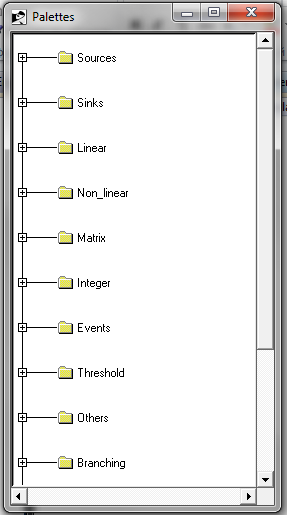 Palettes
Sources
Sinks
Linear
Non_linear
Matrix
Integer
Events
Threshold
Others
Branching